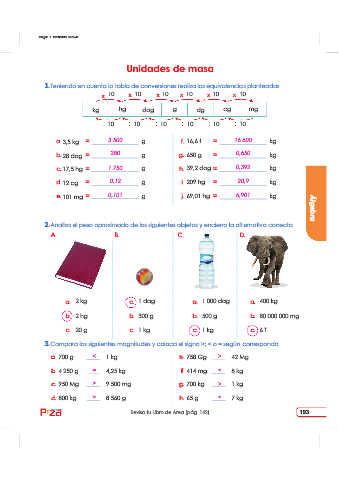 Unidades de masa
1. Teniendo en cuenta la tabla de conversiones realiza las equivalencias planteadas
x 10 x 10 x 10 x 10 x 10 x 10
kg hg dag g dg cg mg
: 10 : 10 : 10 : 10 : 10 : 10
a. 3,5 kg = 3 500 g
f. 16,6 t = 16 600 kg
b. 28 dag = 280 g
g. 650 g = 0,650 kg
c. 17,5 hg = 1 750 g
h. 39,2 dag = 0,392 kg
d. 12 cg = 0,12 g
i. 209 hg = 20,9 kg
e. 101 mg = 0,101 g
j. 69,01 hg = 6,901 kg
Álgebra
2. Analiza el peso aproximado de los siguientes objetos y encierra la alternativa correcta
A. B. C. D.
a. 2 kg
b. 2 hg
c. 20 g
a. 1 dag
b. 500 g
c. 1 kg
a. 1 000 dag
b. 500 g
c. 1 kg
a. 400 kg
b. 80 000 000 mg
c. 6 T
3. Compara las siguientes magnitudes y coloca el signo >; < o = según corresponda.
a. 700 g < 1 kg
e. 758 Gg > 42 Mg
b. 4 250 g = 4,25 kg
f. 414 mg < 8 kg
c. 950 Mg > 9 500 mg
g. 700 kg > 1 kg
d. 800 kg > 8 560 g
h. 65 g < 7 kg
Revisa tu Libro de Área (pág. 149)
193